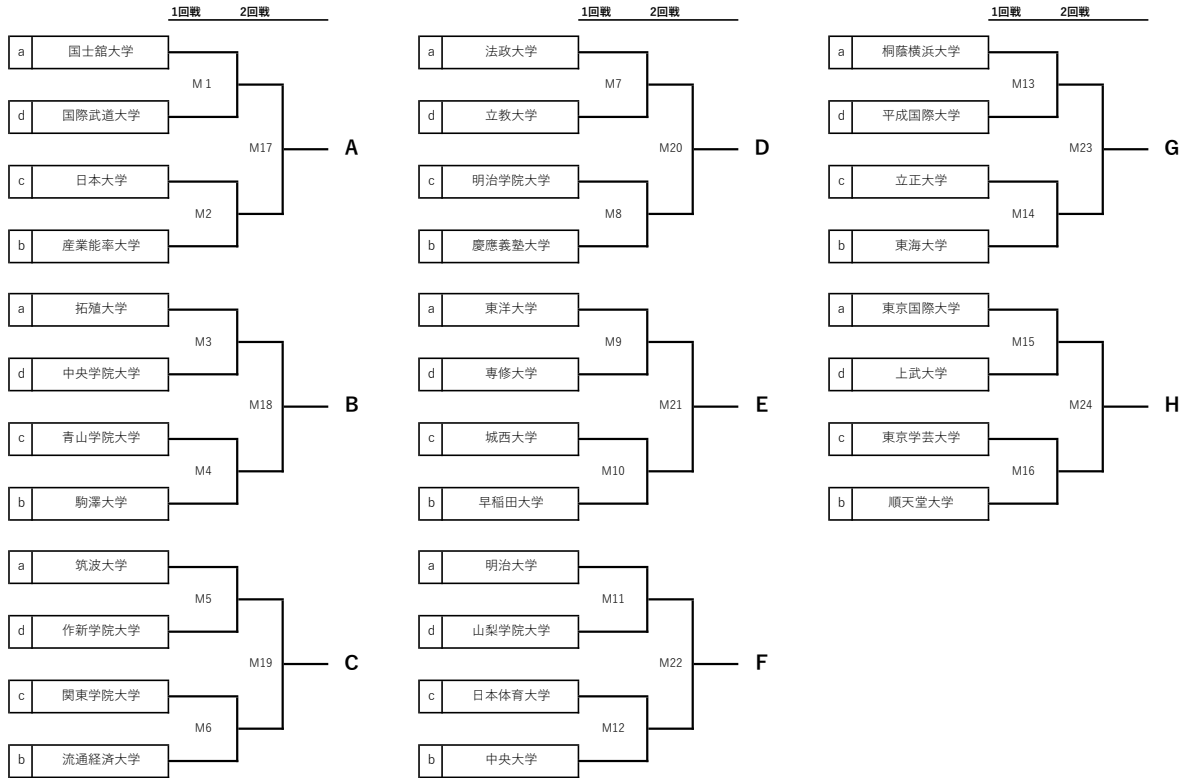 1回戦 2回戦
a 国士舘大学
M 1
d 国際武道大学
M17 A
c 日本大学
M2
b 産業能率大学
a 拓殖大学
M3
d 中央学院大学
M18 B
c 青山学院大学
M4
b 駒澤大学
a 筑波大学
M5
d 作新学院大学
M19 C
c 関東学院大学
M6
b 流通経済大学
1回戦 2回戦
a 法政大学
M7
d 立教大学
M20 D
c 明治学院大学
M8
b 慶應義塾大学
a 東洋大学
M9
d 専修大学
M21 E
c 城西大学
M10
b 早稲田大学
a 明治大学
M11
d 山梨学院大学
M22 F
c 日本体育大学
M12
b 中央大学
1回戦 2回戦
a 桐蔭横浜大学
M13
d 平成国際大学
M23 G
c 立正大学
M14
b 東海大学
a 東京国際大学
M15
d 上武大学
M24 H
c 東京学芸大学
M16
b 順天堂大学